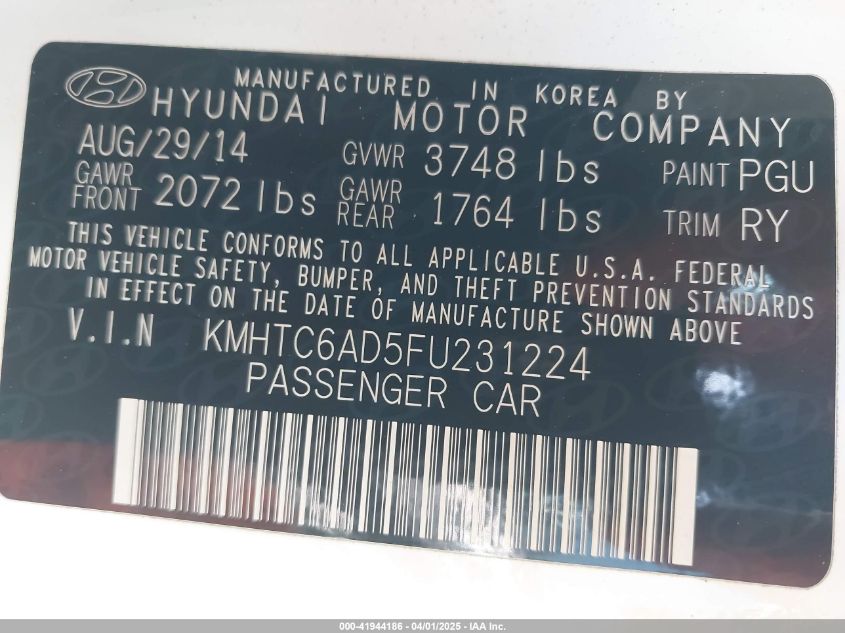 MANUFACTURED IN KOREA BY
HYUNDAI MOTOR COMPANY
AUG/29/14 GVWR 3748 lbs PAINT PGU
GAWR FRONT 2072 lbs GAWR REAR 1764 lbs TRIM RY
THIS VEHICLE CONFORMS TO ALL APPLICABLE U.S.A. FEDERAL
MOTOR VEHICLE SAFETY, BUMPER, AND THEFT PREVENTION STANDARDS
IN EFFECT ON THE DATE OF MANUFACTURE SHOWN ABOVE
V.I.N KMHTC6AD5FU231224
PASSENGER CAR
000-41944186 - 04/01/2025 - IAA Inc.